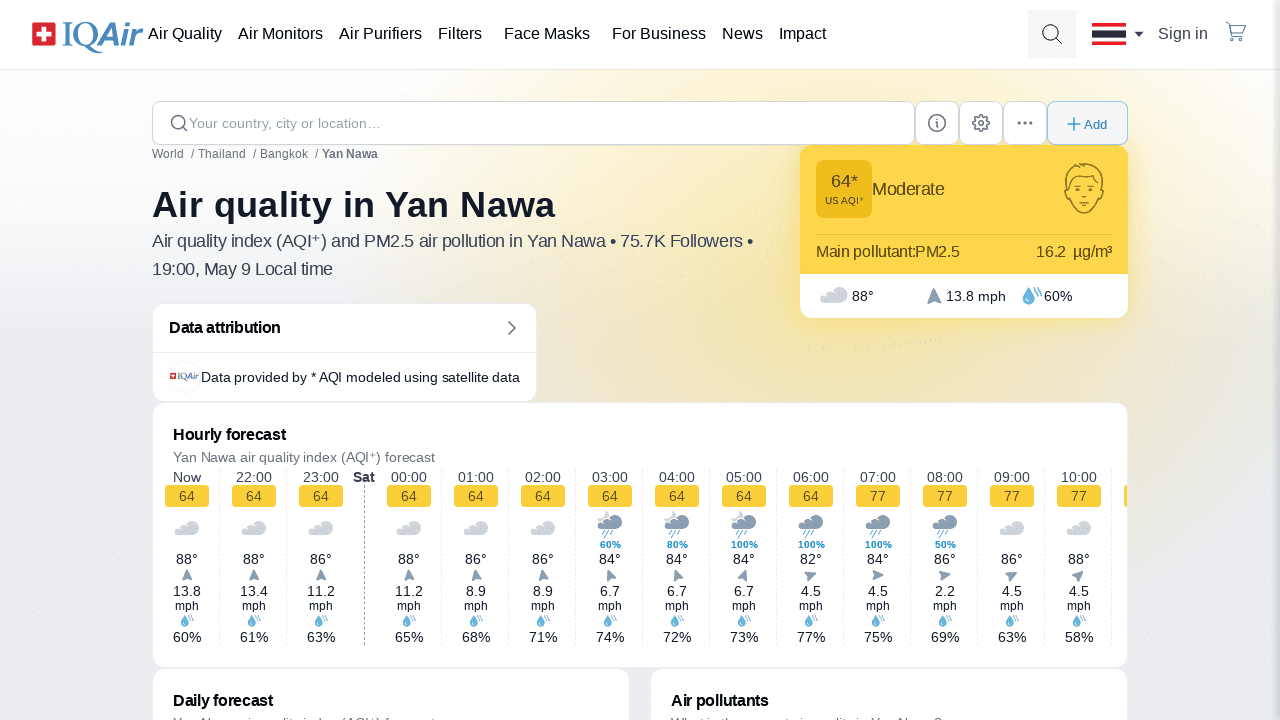 IQAir Air Quality Air Monitors Air Purifiers Filters Face Masks For Business News Impact Sign in
Your country, city or location... Add
World / Thailand / Bangkok / Yan Nawa
64* US AQI⁺ Moderate
Air quality in Yan Nawa
Air quality index (AQI⁺) and PM2.5 air pollution in Yan Nawa • 75.7K Followers •
19:00, May 9 Local time
Main pollutant:PM2.5 16.2 µg/m³
88° 13.8 mph 60%
Data attribution
IQAir Data provided by * AQI modeled using satellite data
Hourly forecast
Yan Nawa air quality index (AQI⁺) forecast
Now 22:00 23:00 Sat 00:00 01:00 02:00 03:00 04:00 05:00 06:00 07:00 08:00 09:00 10:00
64 64 64 64 64 64 64 64 64 64 77 77 77 77
60% 80% 100% 100% 100% 50%
88° 88° 86° 88° 86° 86° 84° 84° 84° 82° 84° 86° 86° 88°
13.8 13.4 11.2 11.2 8.9 8.9 6.7 6.7 6.7 4.5 4.5 2.2 4.5 4.5
mph mph mph mph mph mph mph mph mph mph mph mph mph mph
60% 61% 63% 65% 68% 71% 74% 72% 73% 77% 75% 69% 63% 58%
Daily forecast Air pollutants